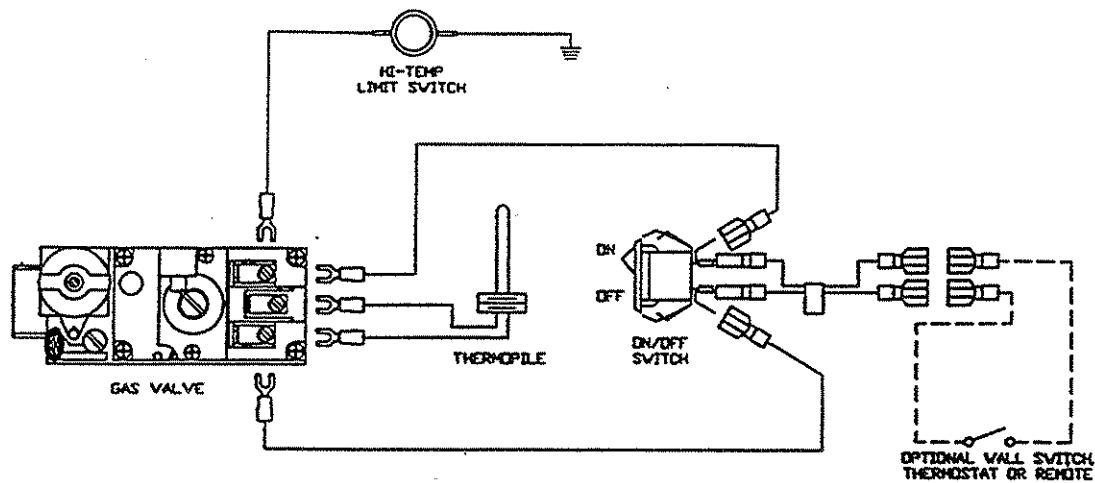 HI-TEMP
LIMIT SWITCH
ON
OFF
THERMOPILE
ON/OFF
SWITCH
GAS VALVE
OPTIONAL WALL SWITCH,
THERMOSTAT OR REMOTE